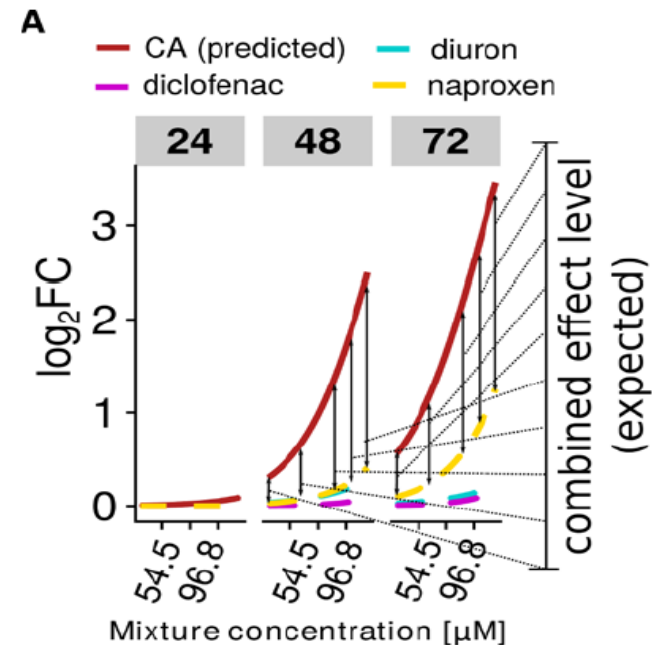 A
CA (predicted)
diuron
diclofenac
naproxen
24
48
72
3
2
1
0
log₂FC
54.5
96.8
54.5
96.8
54.5
96.8
Mixture concentration [µM]
combined effect level
(expected)